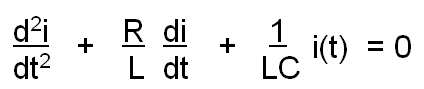 d²i/dt² + R/L di/dt + 1/LC i(t) = 0